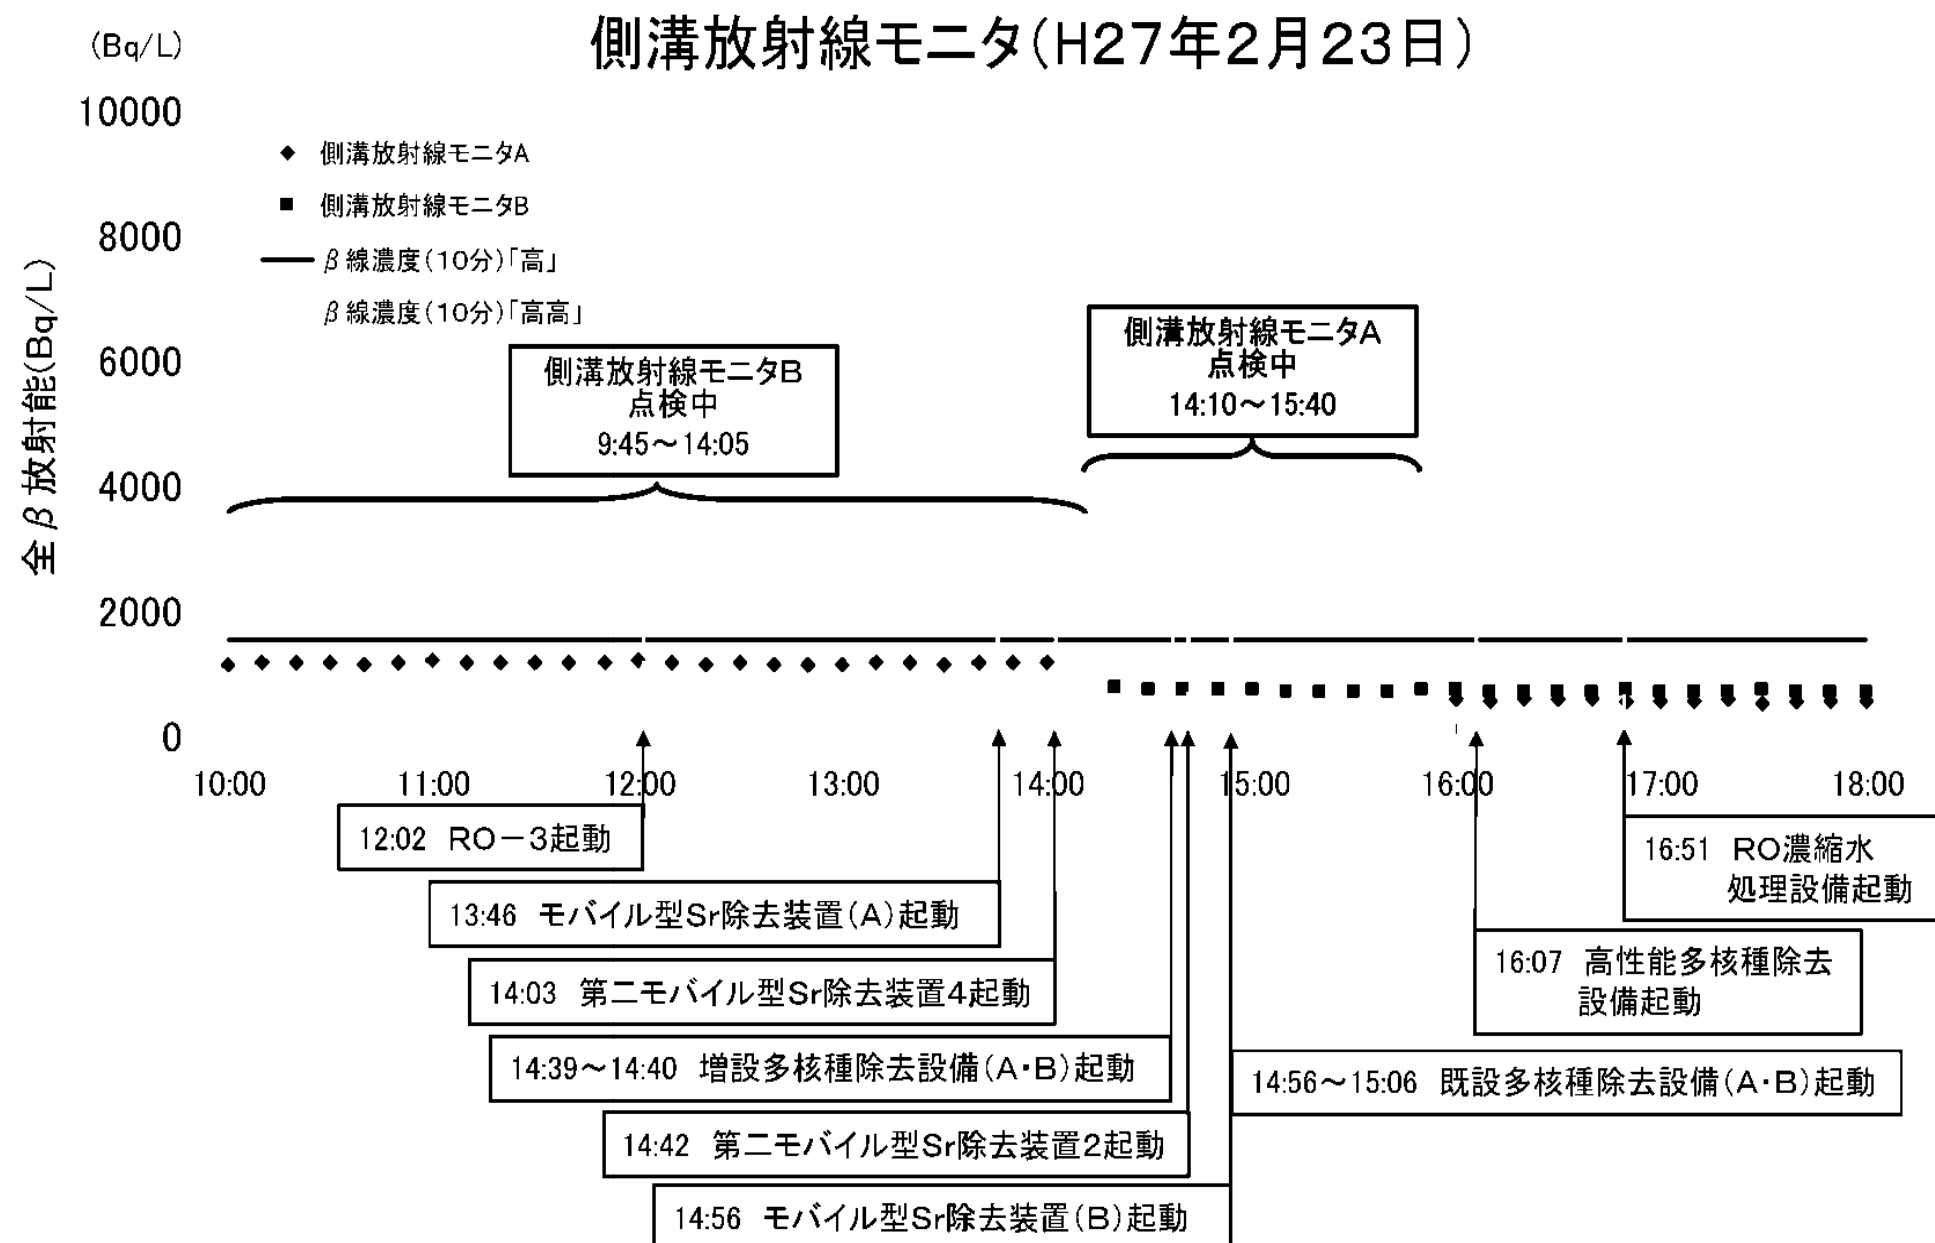 側溝放射線モニタ(H27年2月23日)
(Bq/L)
10000
8000
6000
4000
2000
0
全β放射能(Bq/L)
側溝放射線モニタA
側溝放射線モニタB
β線濃度(10分)「高」
β線濃度(10分)「高高」
側溝放射線モニタB
点検中
9:45～14:05
側溝放射線モニタA
点検中
14:10～15:40
10:00 11:00 12:00 13:00 14:00 15:00 16:00 17:00 18:00
12:02 RO－3起動
13:46 モバイル型Sr除去装置(A)起動
14:03 第二モバイル型Sr除去装置4起動
14:39～14:40 増設多核種除去設備(A・B)起動
14:42 第二モバイル型Sr除去装置2起動
14:56 モバイル型Sr除去装置(B)起動
16:51 RO濃縮水
処理設備起動
16:07 高性能多核種除去
設備起動
14:56～15:06 既設多核種除去設備(A・B)起動